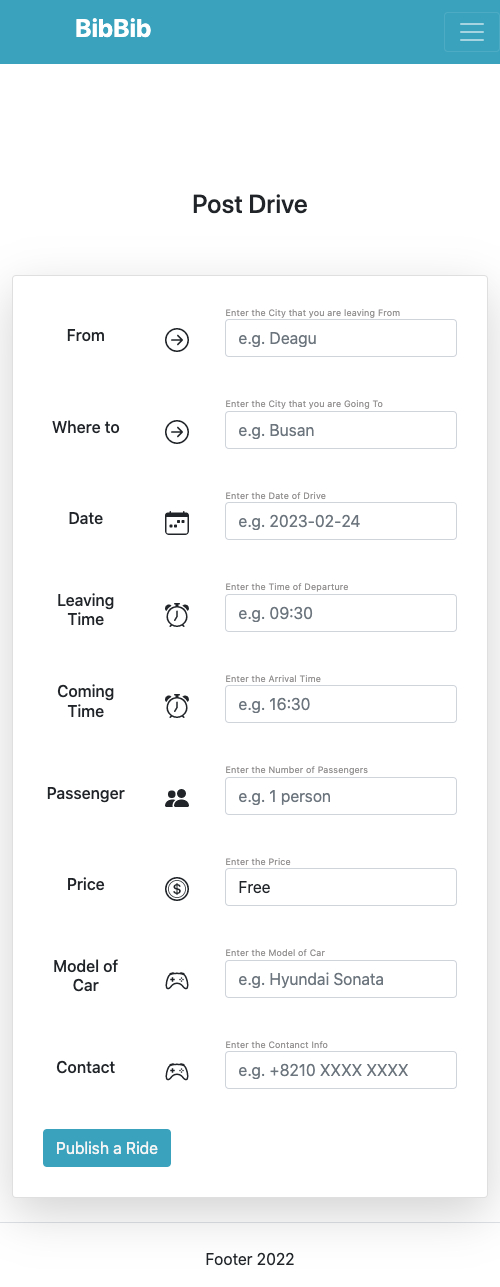 BibBib
Post Drive
Enter the City that you are leaving From
From
e.g. Deagu
Enter the City that you are Going To
Where to
e.g. Busan
Enter the Date of Drive
Date
e.g. 2023-02-24
Enter the Time of Departure
Leaving
Time
e.g. 09:30
Enter the Arrival Time
Coming
Time
e.g. 16:30
Enter the Number of Passengers
Passenger
e.g. 1 person
Enter the Price
Price
$
Free
Enter the Model of Car
Model of
Car
e.g. Hyundai Sonata
Enter the Contanct Info
Contact
e.g. +8210 XXXX XXXX
Publish a Ride
Footer 2022